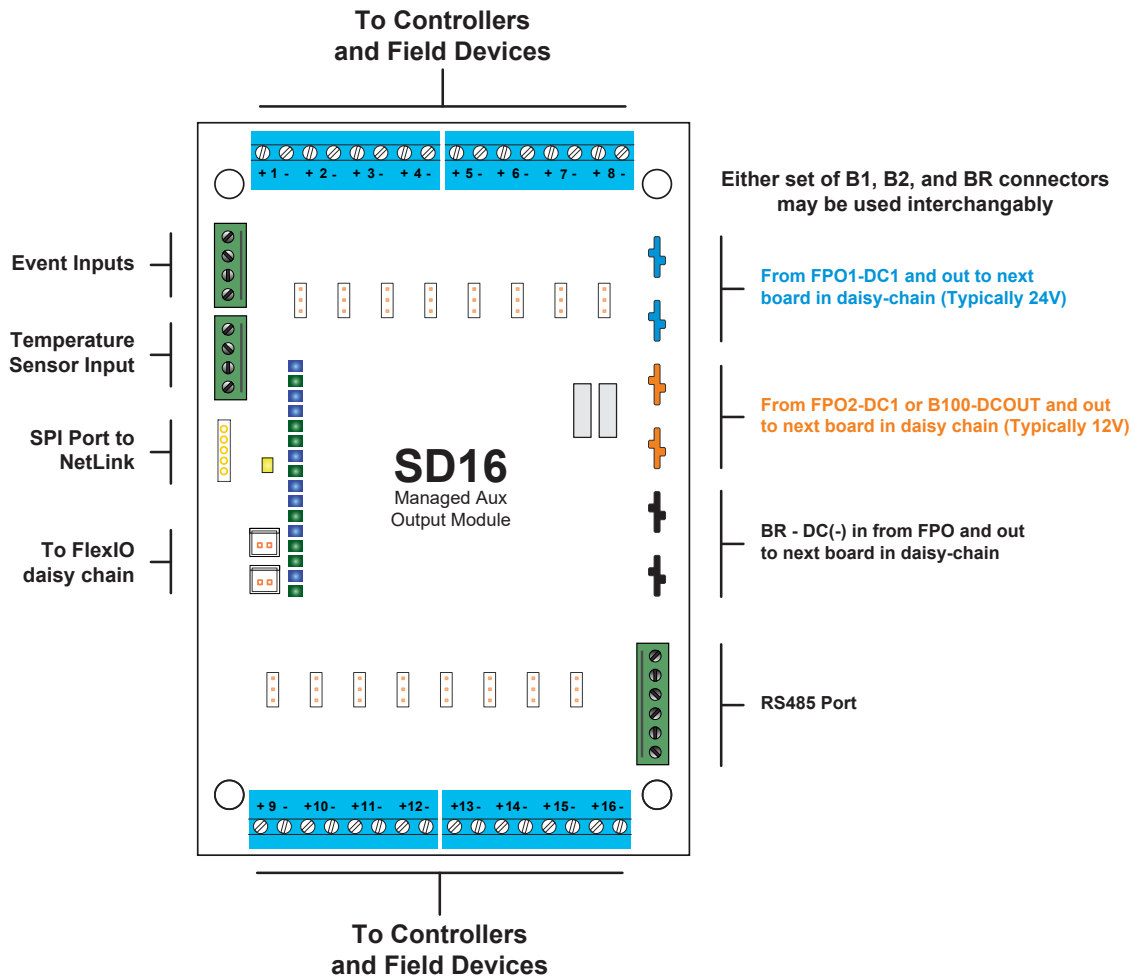 To Controllers
and Field Devices
+ 1 - + 2 - + 3 - + 4 - + 5 - + 6 - + 7 - + 8 -
Either set of B1, B2, and BR connectors
may be used interchangably
Event Inputs
From FPO1-DC1 and out to next
board in daisy-chain (Typically 24V)
Temperature
Sensor Input
From FPO2-DC1 or B100-DCOUT and out
to next board in daisy chain (Typically 12V)
SPI Port to
NetLink
SD16
Managed Aux
Output Module
BR - DC(-) in from FPO and out
to next board in daisy-chain
To FlexIO
daisy chain
RS485 Port
+ 9 - +10- +11- +12- +13- +14- +15- +16-
To Controllers
and Field Devices